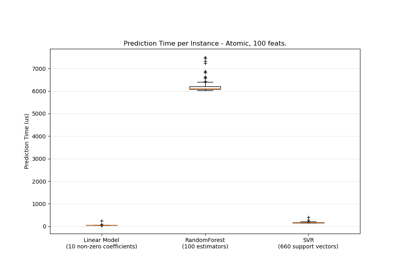 Prediction Time per Instance - Atomic, 100 feats.
7000
6000
5000
4000
3000
2000
1000
0
Prediction Time (us)
Linear Model
(10 non-zero coefficients)
RandomForest
(100 estimators)
SVR
(660 support vectors)